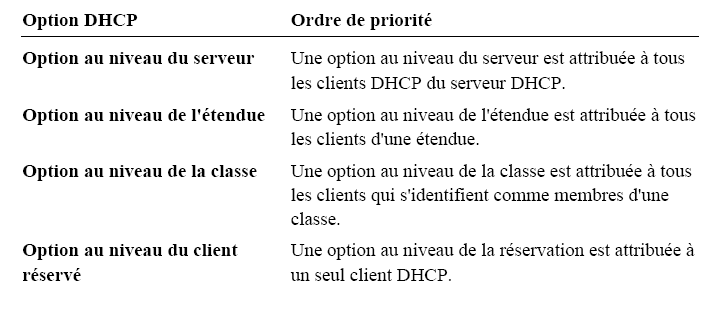 Option DHCP Ordre de priorité
Option au niveau du serveur Une option au niveau du serveur est attribuée à tous
les clients DHCP du serveur DHCP.
Option au niveau de l'étendue Une option au niveau de l'étendue est attribuée à tous
les clients d'une étendue.
Option au niveau de la classe Une option au niveau de la classe est attribuée à tous
les clients qui s'identifient comme membres d'une
classe.
Option au niveau du client Une option au niveau de la réservation est attribuée à
réservé un seul client DHCP.